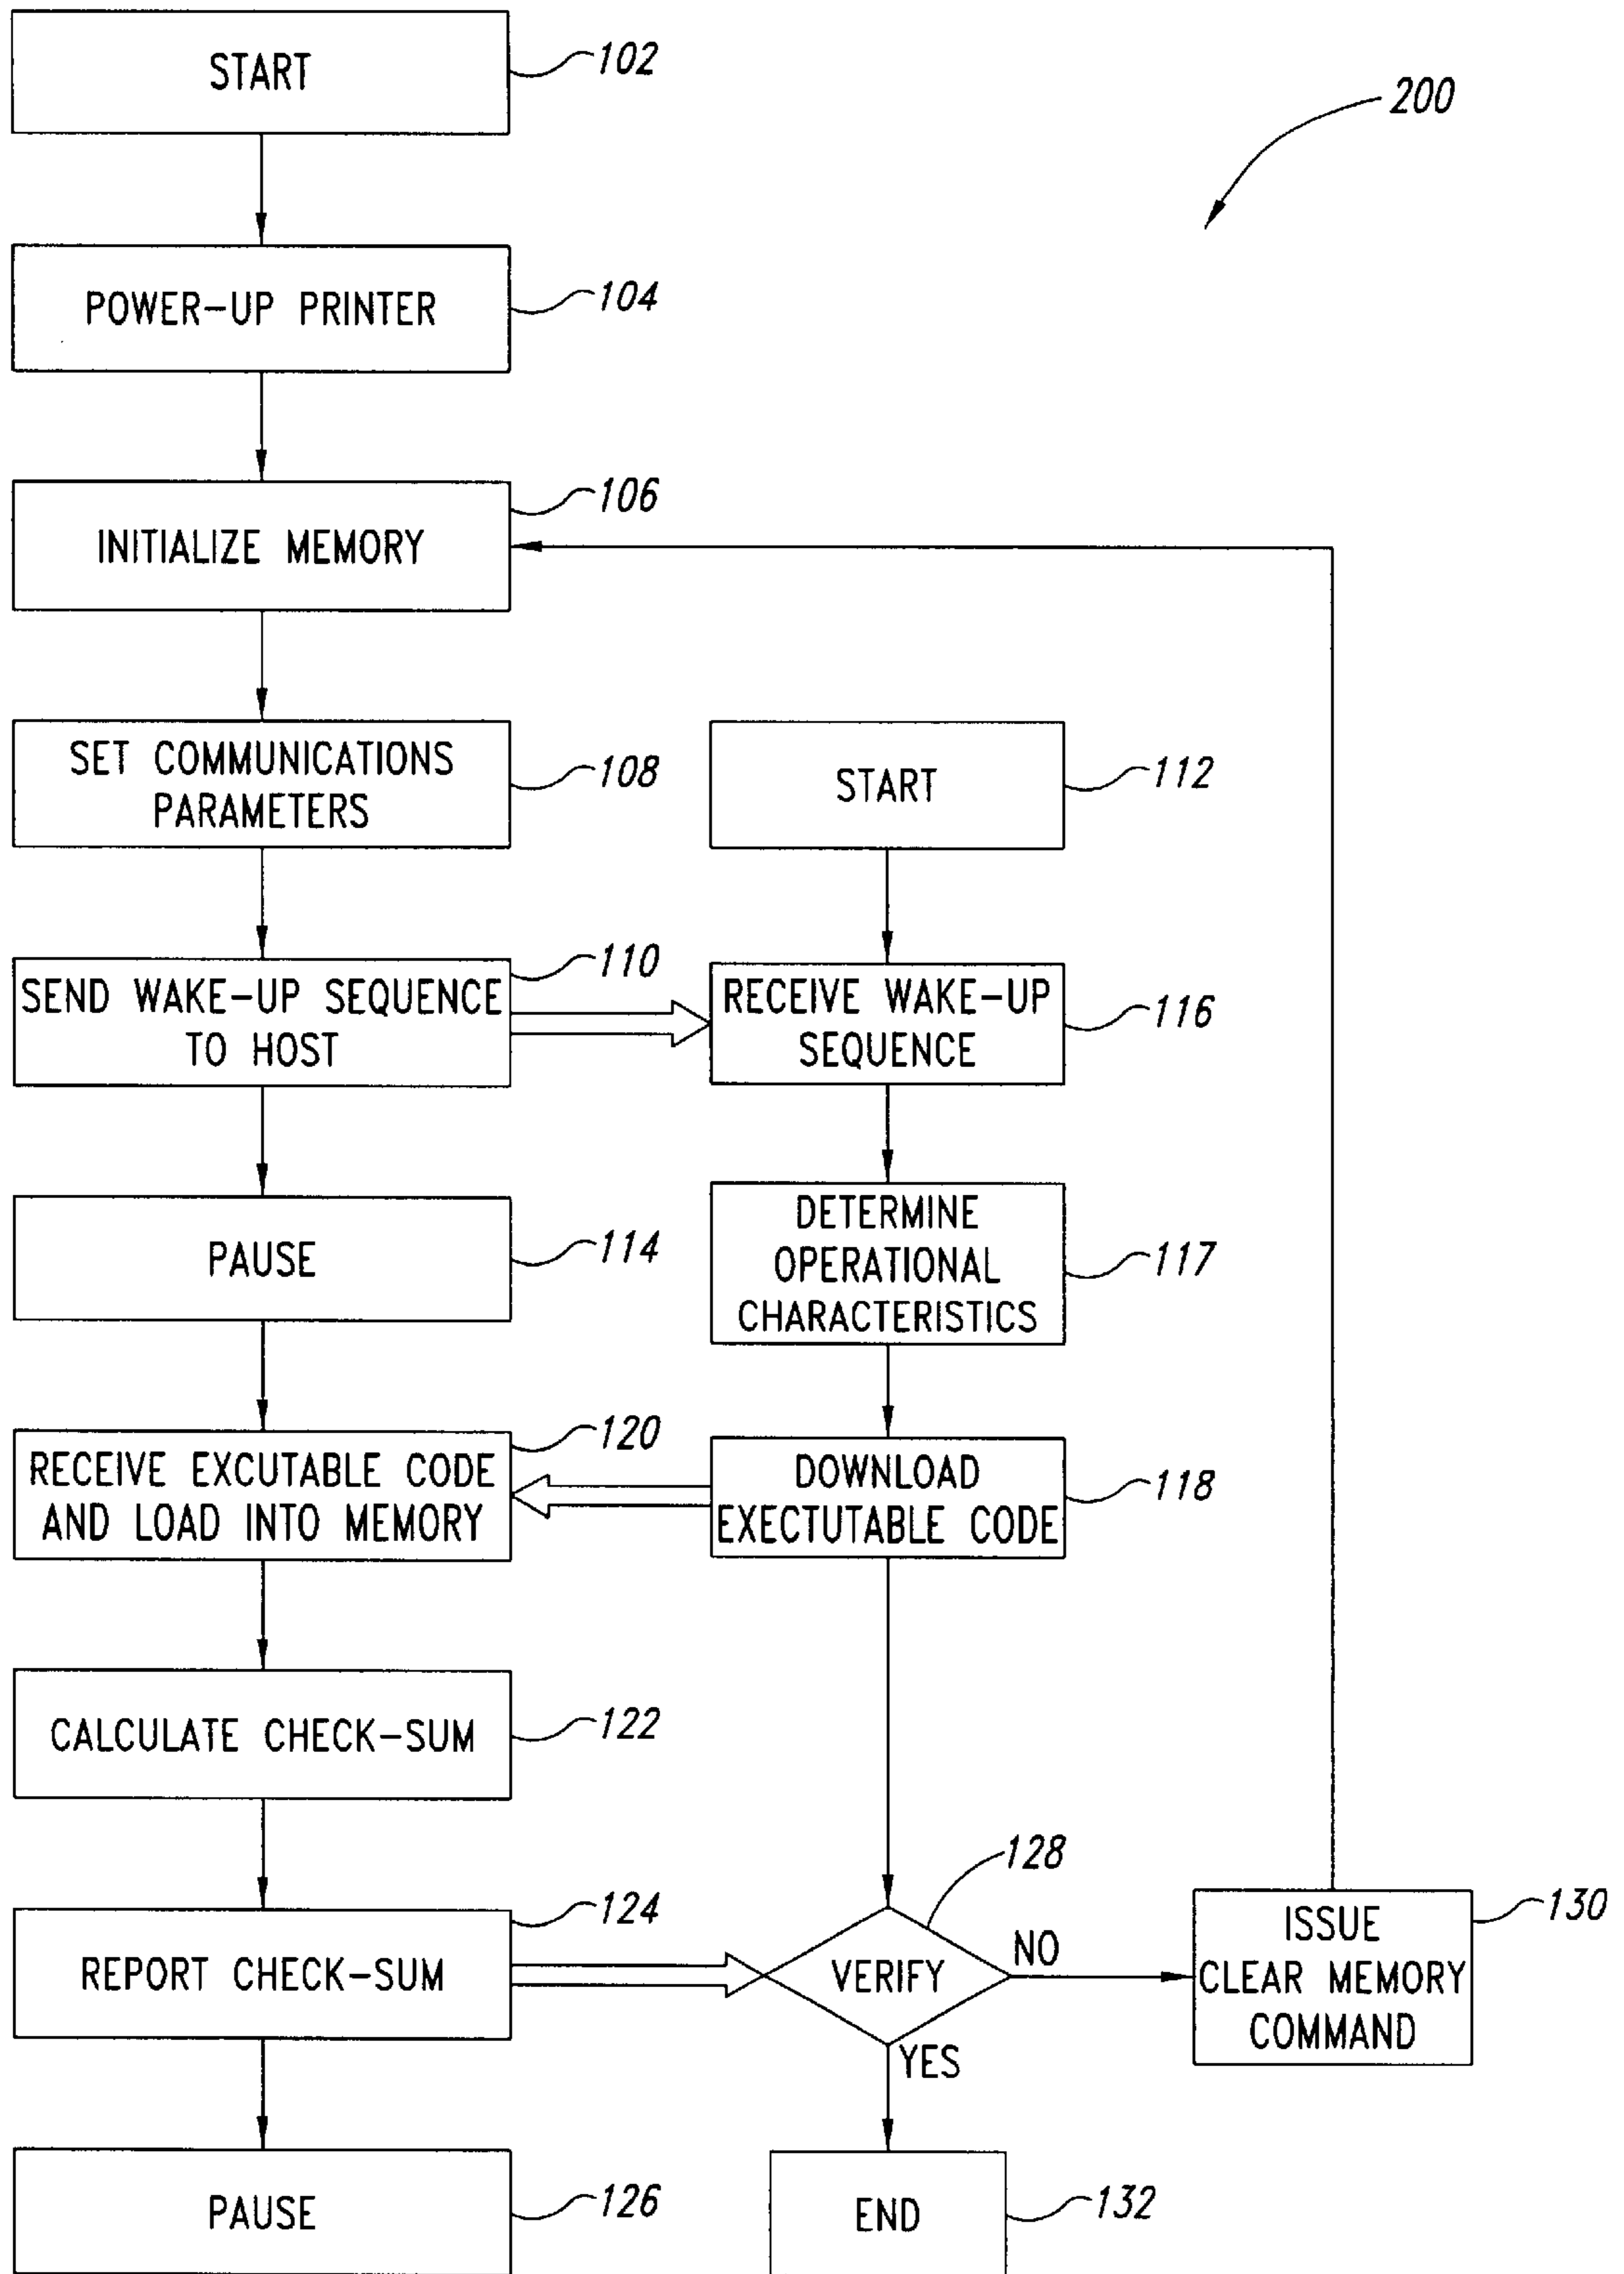 START
102
200
POWER-UP PRINTER
104
INITIALIZE MEMORY
106
SET COMMUNICATIONS
PARAMETERS
108
START
112
SEND WAKE-UP SEQUENCE
TO HOST
110
RECEIVE WAKE-UP
SEQUENCE
116
PAUSE
114
DETERMINE
OPERATIONAL
CHARACTERISTICS
117
RECEIVE EXCUTABLE CODE
AND LOAD INTO MEMORY
120
DOWNLOAD
EXECTUTABLE CODE
118
CALCULATE CHECK-SUM
122
REPORT CHECK-SUM
124
VERIFY
128
NO
YES
ISSUE
CLEAR MEMORY
COMMAND
130
PAUSE
126
END
132